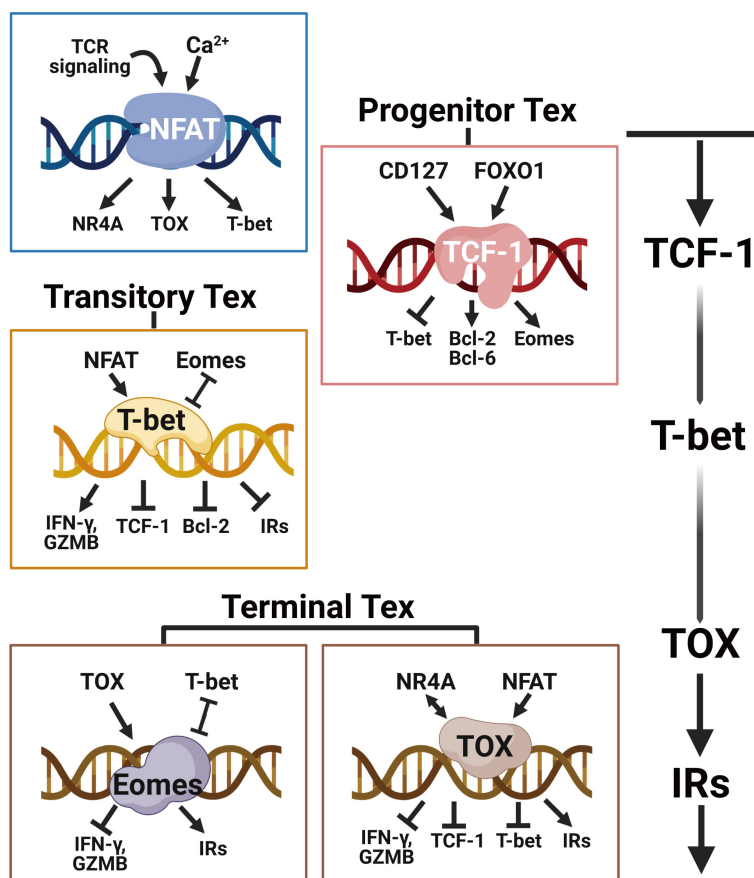 TCR
signaling
Ca²⁺
NFAT
NR4A
TOX
T-bet
Progenitor Tex
CD127
FOXO1
TCF-1
T-bet
Bcl-2
Bcl-6
Eomes
Transitory Tex
NFAT
Eomes
T-bet
IFN-γ,
GZMB
TCF-1
Bcl-2
IRs
Terminal Tex
TOX
T-bet
Eomes
IFN-γ,
GZMB
IRs
NR4A
NFAT
TOX
IFN-γ,
GZMB
TCF-1
T-bet
IRs
TCF-1
T-bet
TOX
IRs